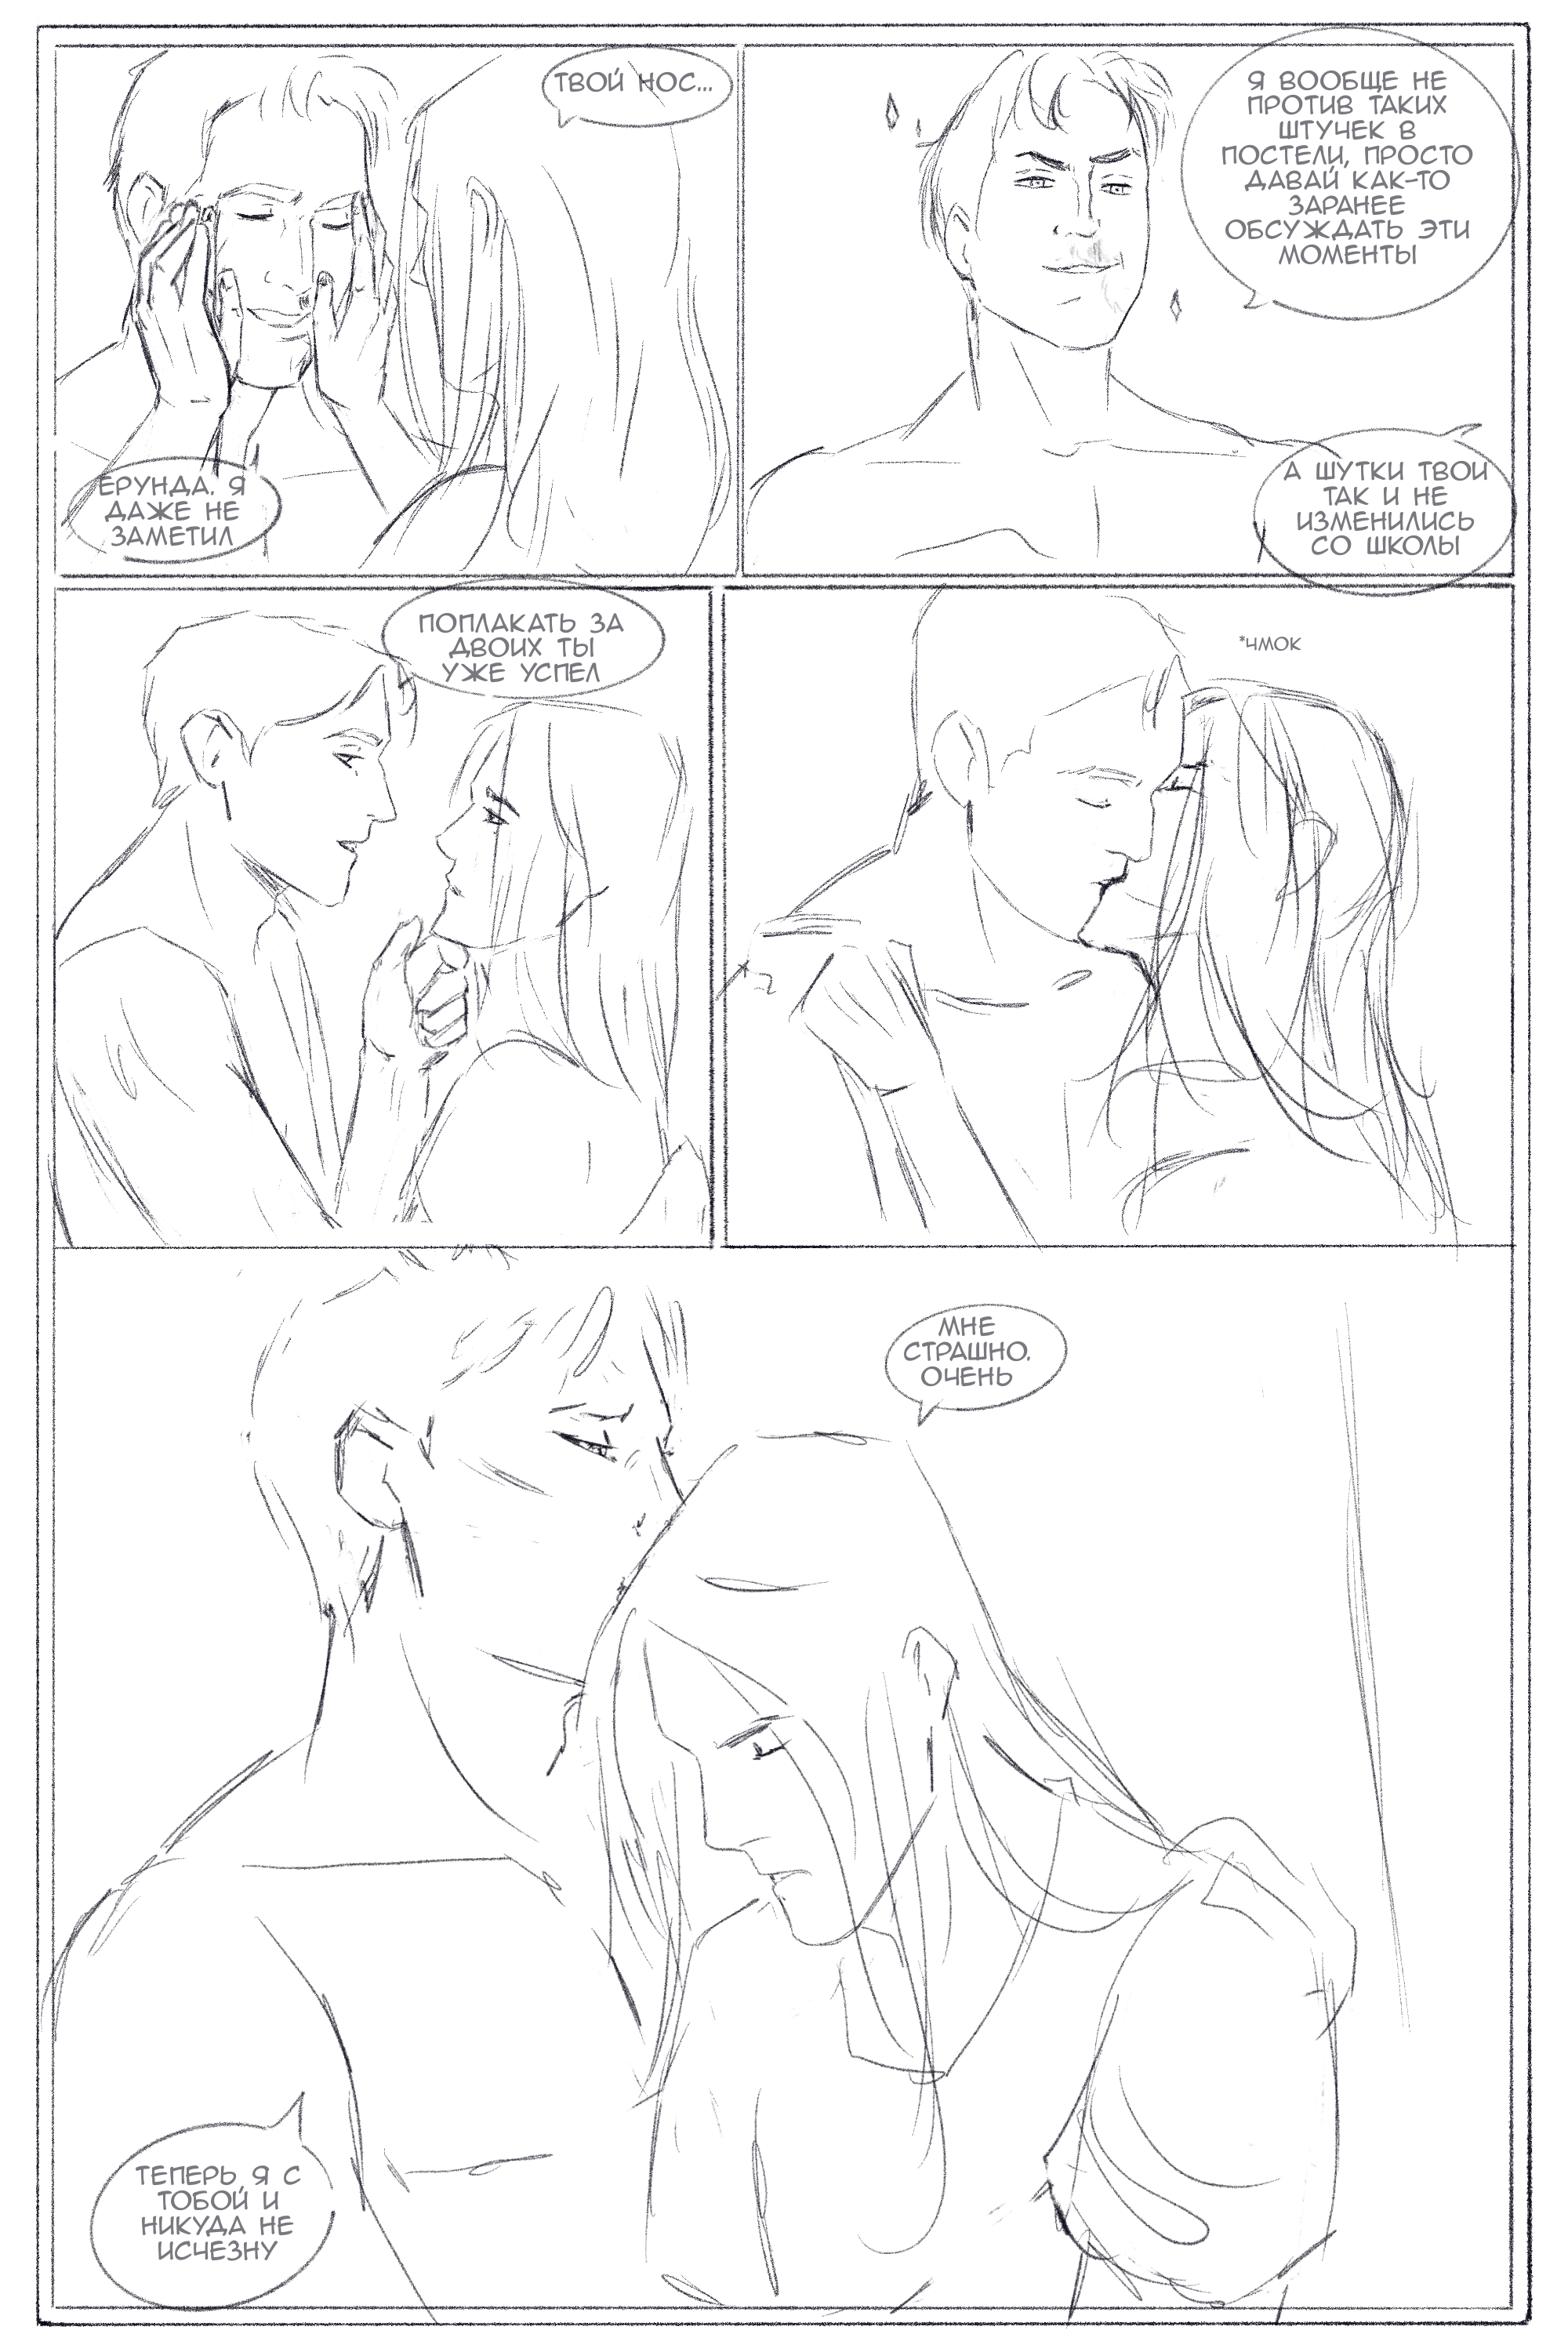 ТВОЙ НОС...
ЕРУНДА. Я
ДАЖЕ НЕ
ЗАМЕТИЛ
Я ВООБЩЕ НЕ
ПРОТИВ ТАКИХ
ШТУЧЕК В
ПОСТЕЛИ, ПРОСТО
ДАВАЙ КАК-ТО
ЗАРАНЕЕ
ОБСУЖДАТЬ ЭТИ
МОМЕНТЫ
А ШУТКИ ТВОИ
ТАК И НЕ
ИЗМЕНИЛИСЬ
СО ШКОЛЫ
ПОПЛАКАТЬ ЗА
ДВОИХ ТЫ
УЖЕ УСПЕЛ
*ЧМОК
МНЕ
СТРАШНО.
ОЧЕНЬ
ТЕПЕРЬ Я С
ТОБОЙ И
НИКУДА НЕ
ИСЧЕЗНУ